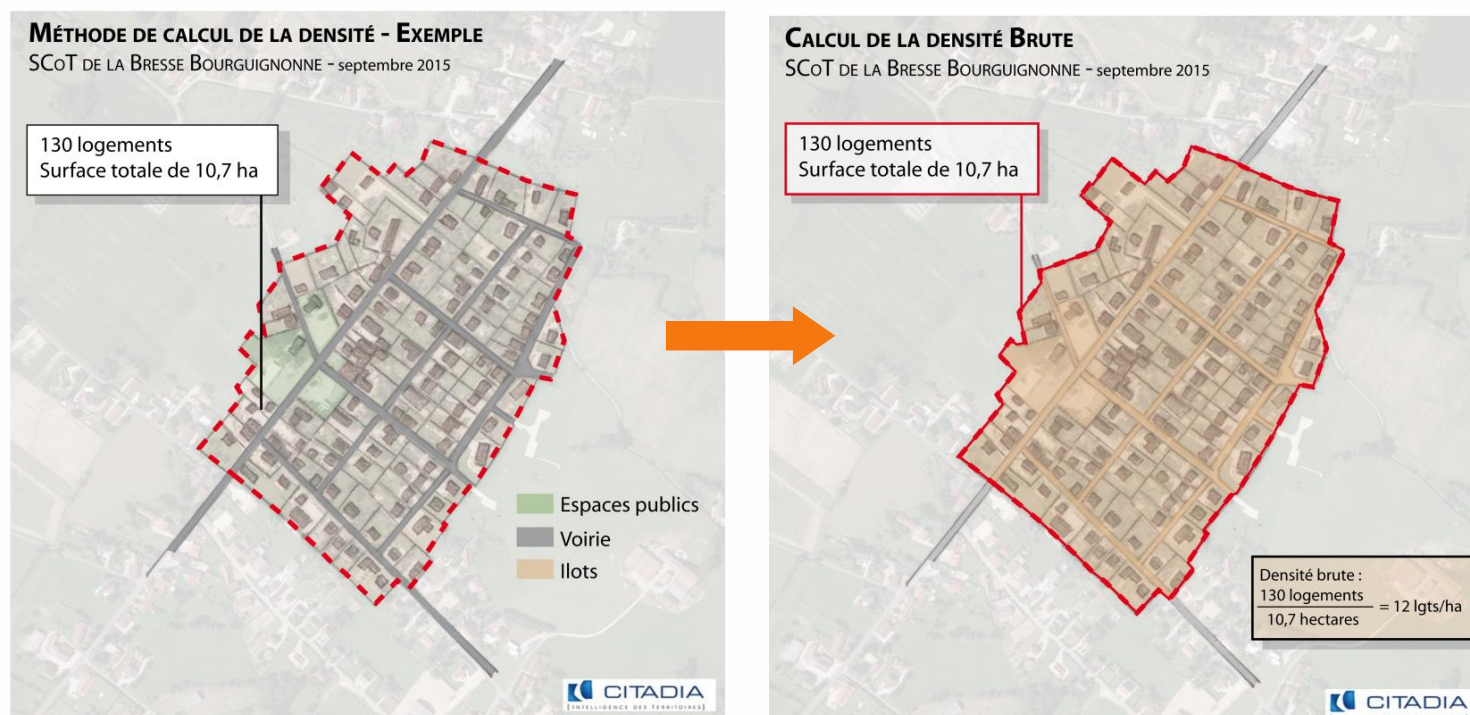 MÉTHODE DE CALCUL DE LA DENSITÉ - EXEMPLE
SCOT DE LA BRESSE BOURGUIGNONNE - septembre 2015
130 logements
Surface totale de 10,7 ha
Espaces publics
Voirie
Ilots
CITADIA
[INTELLIGENCE DES TERRITOIRES]
CALCUL DE LA DENSITÉ BRUTE
SCOT DE LA BRESSE BOURGUIGNONNE - septembre 2015
130 logements
Surface totale de 10,7 ha
Densité brute :
130 logements
10,7 hectares
= 12 lgts/ha
CITADIA